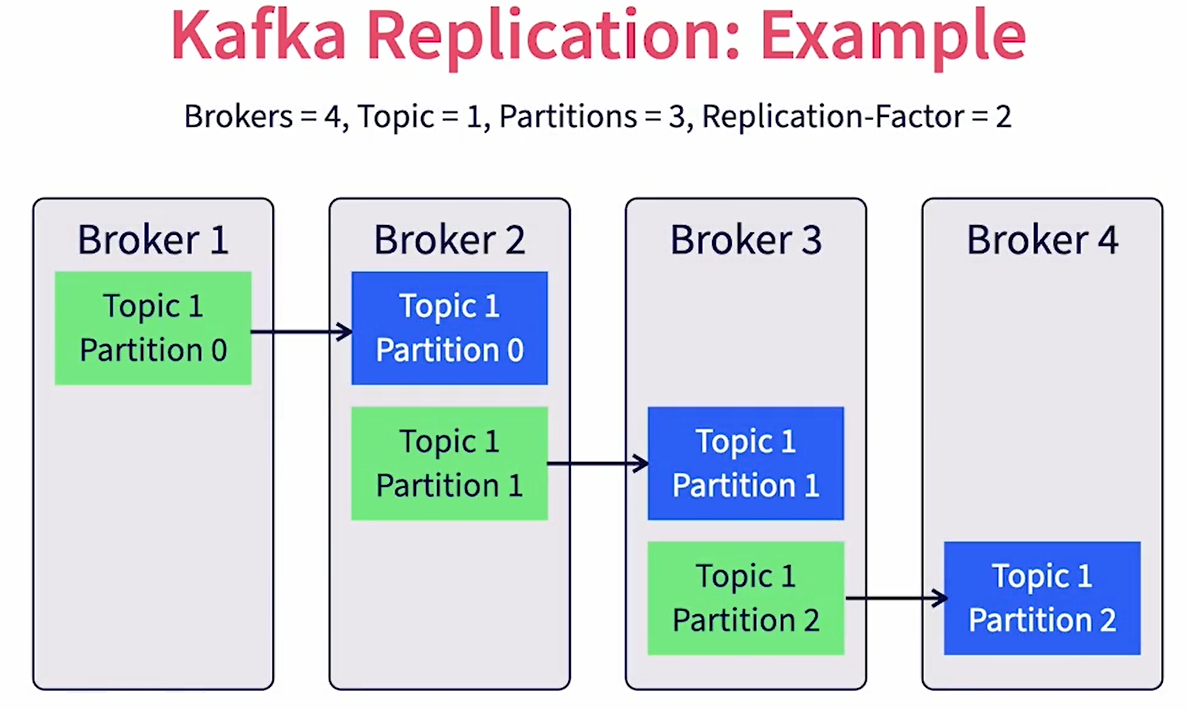 Kafka Replication: Example
Brokers = 4, Topic = 1, Partitions = 3, Replication-Factor = 2
Broker 1
Topic 1
Partition 0
Broker 2
Topic 1
Partition 0
Topic 1
Partition 1
Broker 3
Topic 1
Partition 1
Topic 1
Partition 2
Broker 4
Topic 1
Partition 2